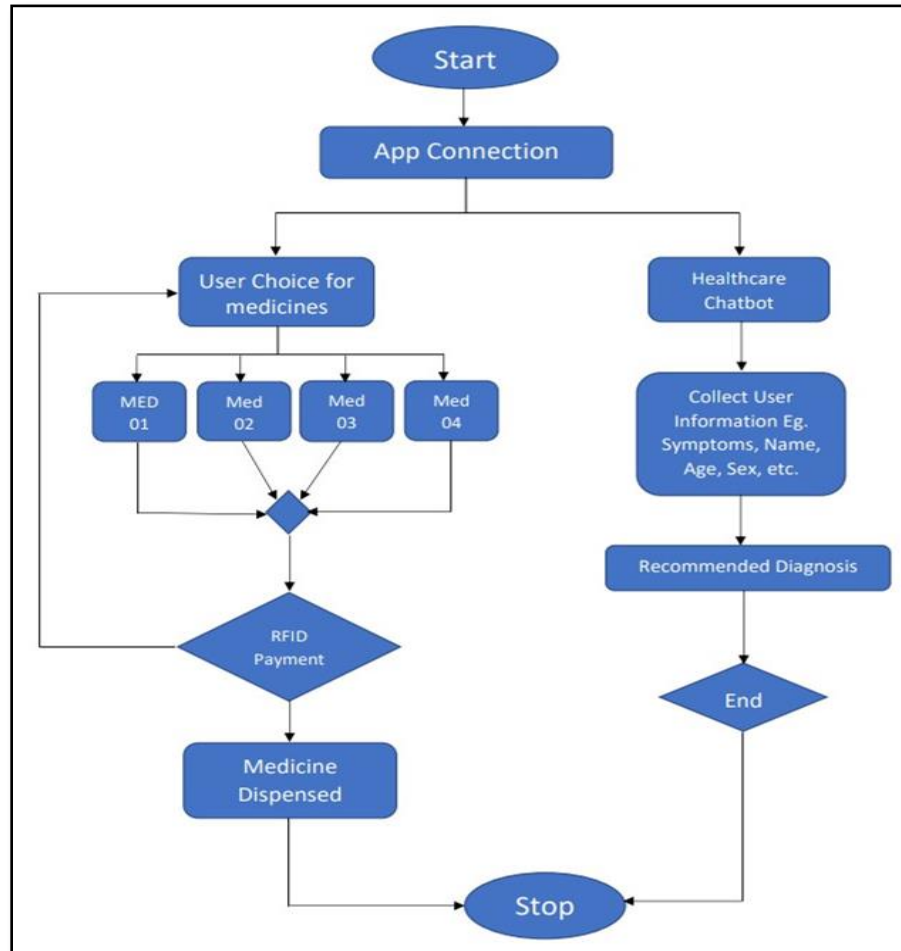 Start
App Connection
User Choice for
medicines
Healthcare
Chatbot
MED
01
Med
02
Med
03
Med
04
Collect User
Information Eg.
Symptoms, Name,
Age, Sex, etc.
Recommended Diagnosis
RFID
Payment
End
Medicine
Dispensed
Stop